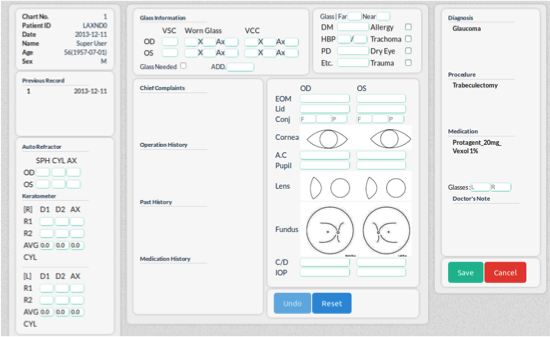 Chart No. 1
Patient ID LAXND0
Date 2013-12-11
Name Super User
Age 56(1957-07-01)
Sex M
Previous Record
1 2013-12-11
Auto Refractor
SPH CYL AX
OD
OS
Keratometer
[R] D1 D2 AX
R1
R2
AVG 0.0 0.0 0.0
CYL
[L] D1 D2 AX
R1
R2
AVG 0.0 0.0 0.0
CYL
Glass Information
VSC Worn Glass VCC
OD X Ax X Ax
OS X Ax X Ax
Glass Needed ADD.
Glass | Far Near
DM Allergy
HBP / Trachoma
PD Dry Eye
Etc. Trauma
Chief Complaints
Operation History
Past History
Medication History
OD OS
EOM
Lid
Conj F P F P
Cornea
A.C
Pupil
Lens
Fundus
C/D
IOP
Undo Reset
Diagnosis
Glaucoma
Procedure
Trabeculectomy
Medication
Protagent_20mg_
Vexol 1%
Glasses: L R
Doctor's Note
Save Cancel